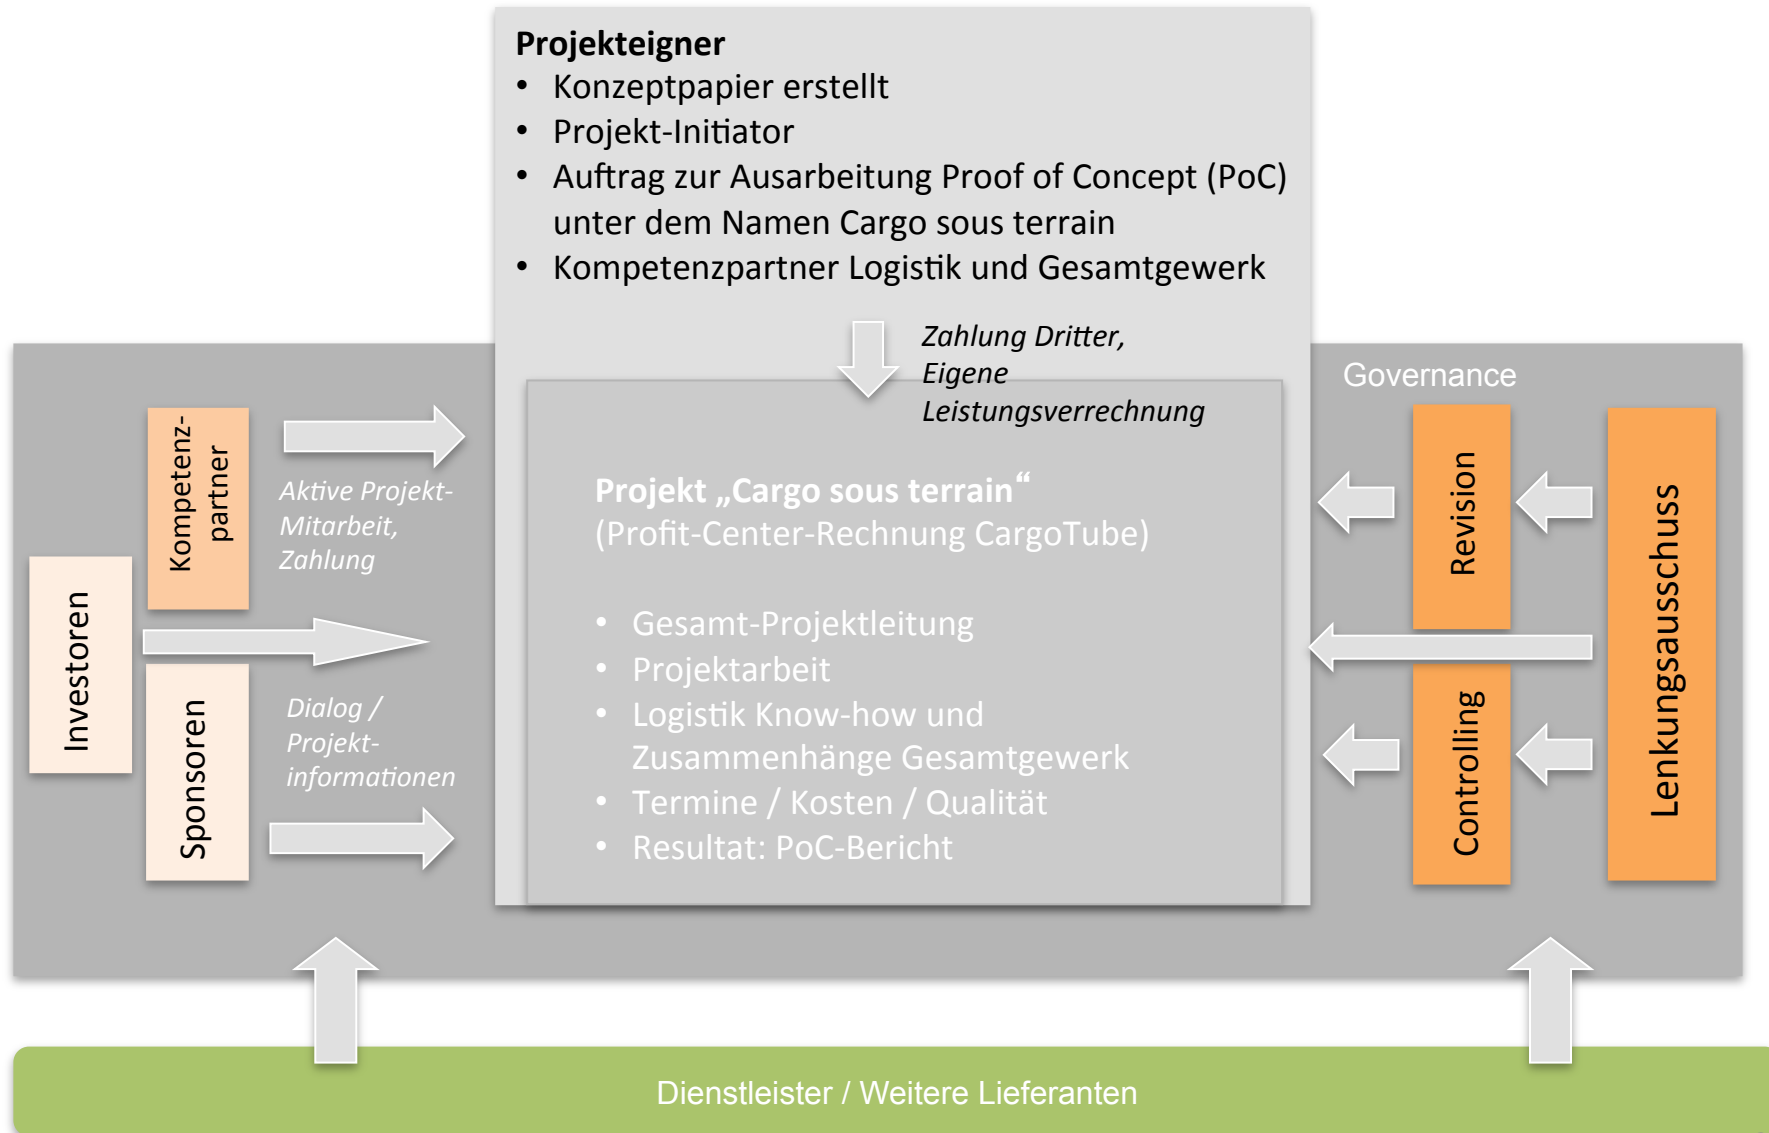 Projekteigner
• Konzeptpapier erstellt
• Projekt-Initiator
• Auftrag zur Ausarbeitung Proof of Concept (PoC)
unter dem Namen Cargo sous terrain
• Kompetenzpartner Logistik und Gesamtgewerk
Zahlung Dritter,
Eigene
Leistungsverrechnung
Investoren
Kompetenz-
partner
Sponsoren
Aktive Projekt-
Mitarbeit,
Zahlung
Dialog /
Projekt-
informationen
Projekt „Cargo sous terrain“
(Profit-Center-Rechnung CargoTube)
• Gesamt-Projektleitung
• Projektarbeit
• Logistik Know-how und
Zusammenhänge Gesamtgewerk
• Termine / Kosten / Qualität
• Resultat: PoC-Bericht
Governance
Revision
Controlling
Lenkungsausschuss
Dienstleister / Weitere Lieferanten